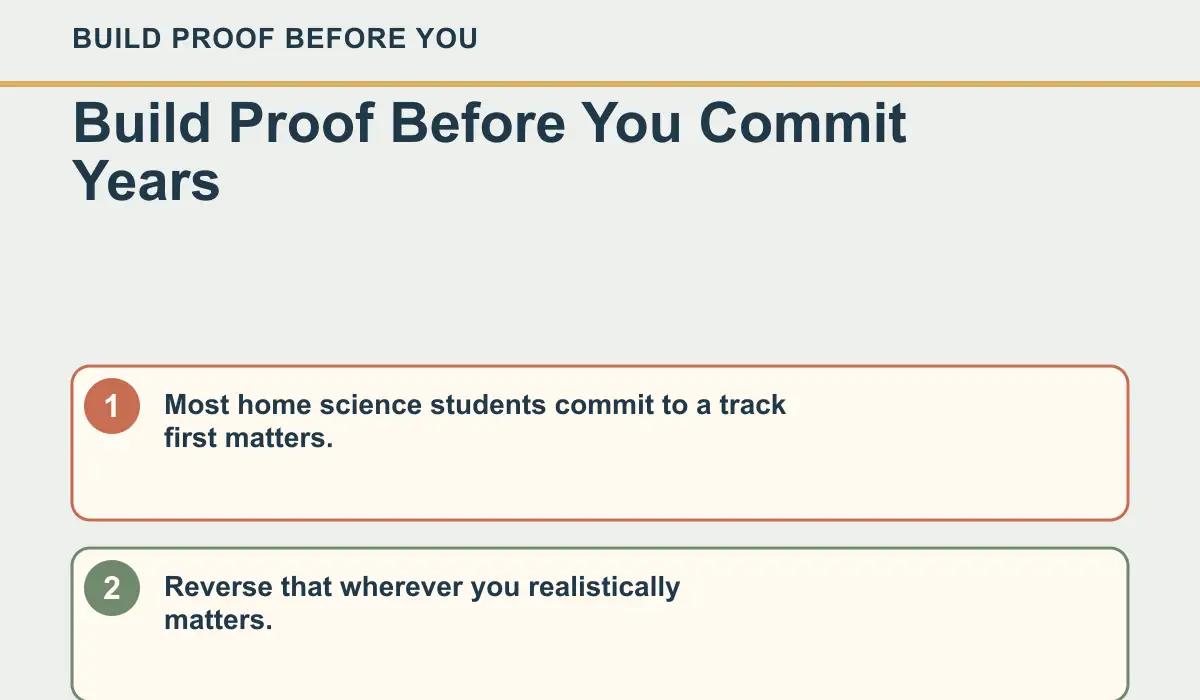 BUILD PROOF BEFORE YOU
Build Proof Before You Commit
Years
1
Most home science students commit to a track
first matters.
2
Reverse that wherever you realistically
matters.